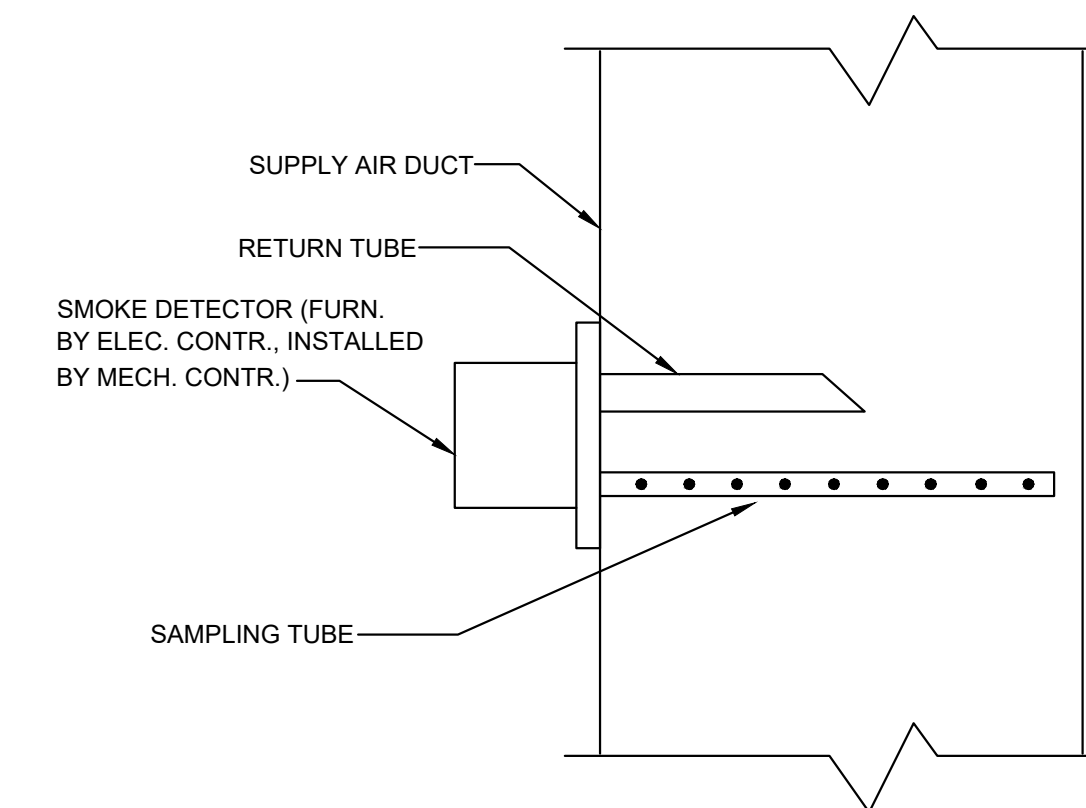 SUPPLY AIR DUCT
RETURN TUBE
SMOKE DETECTOR (FURN.
BY ELEC. CONTR., INSTALLED
BY MECH. CONTR.)
SAMPLING TUBE